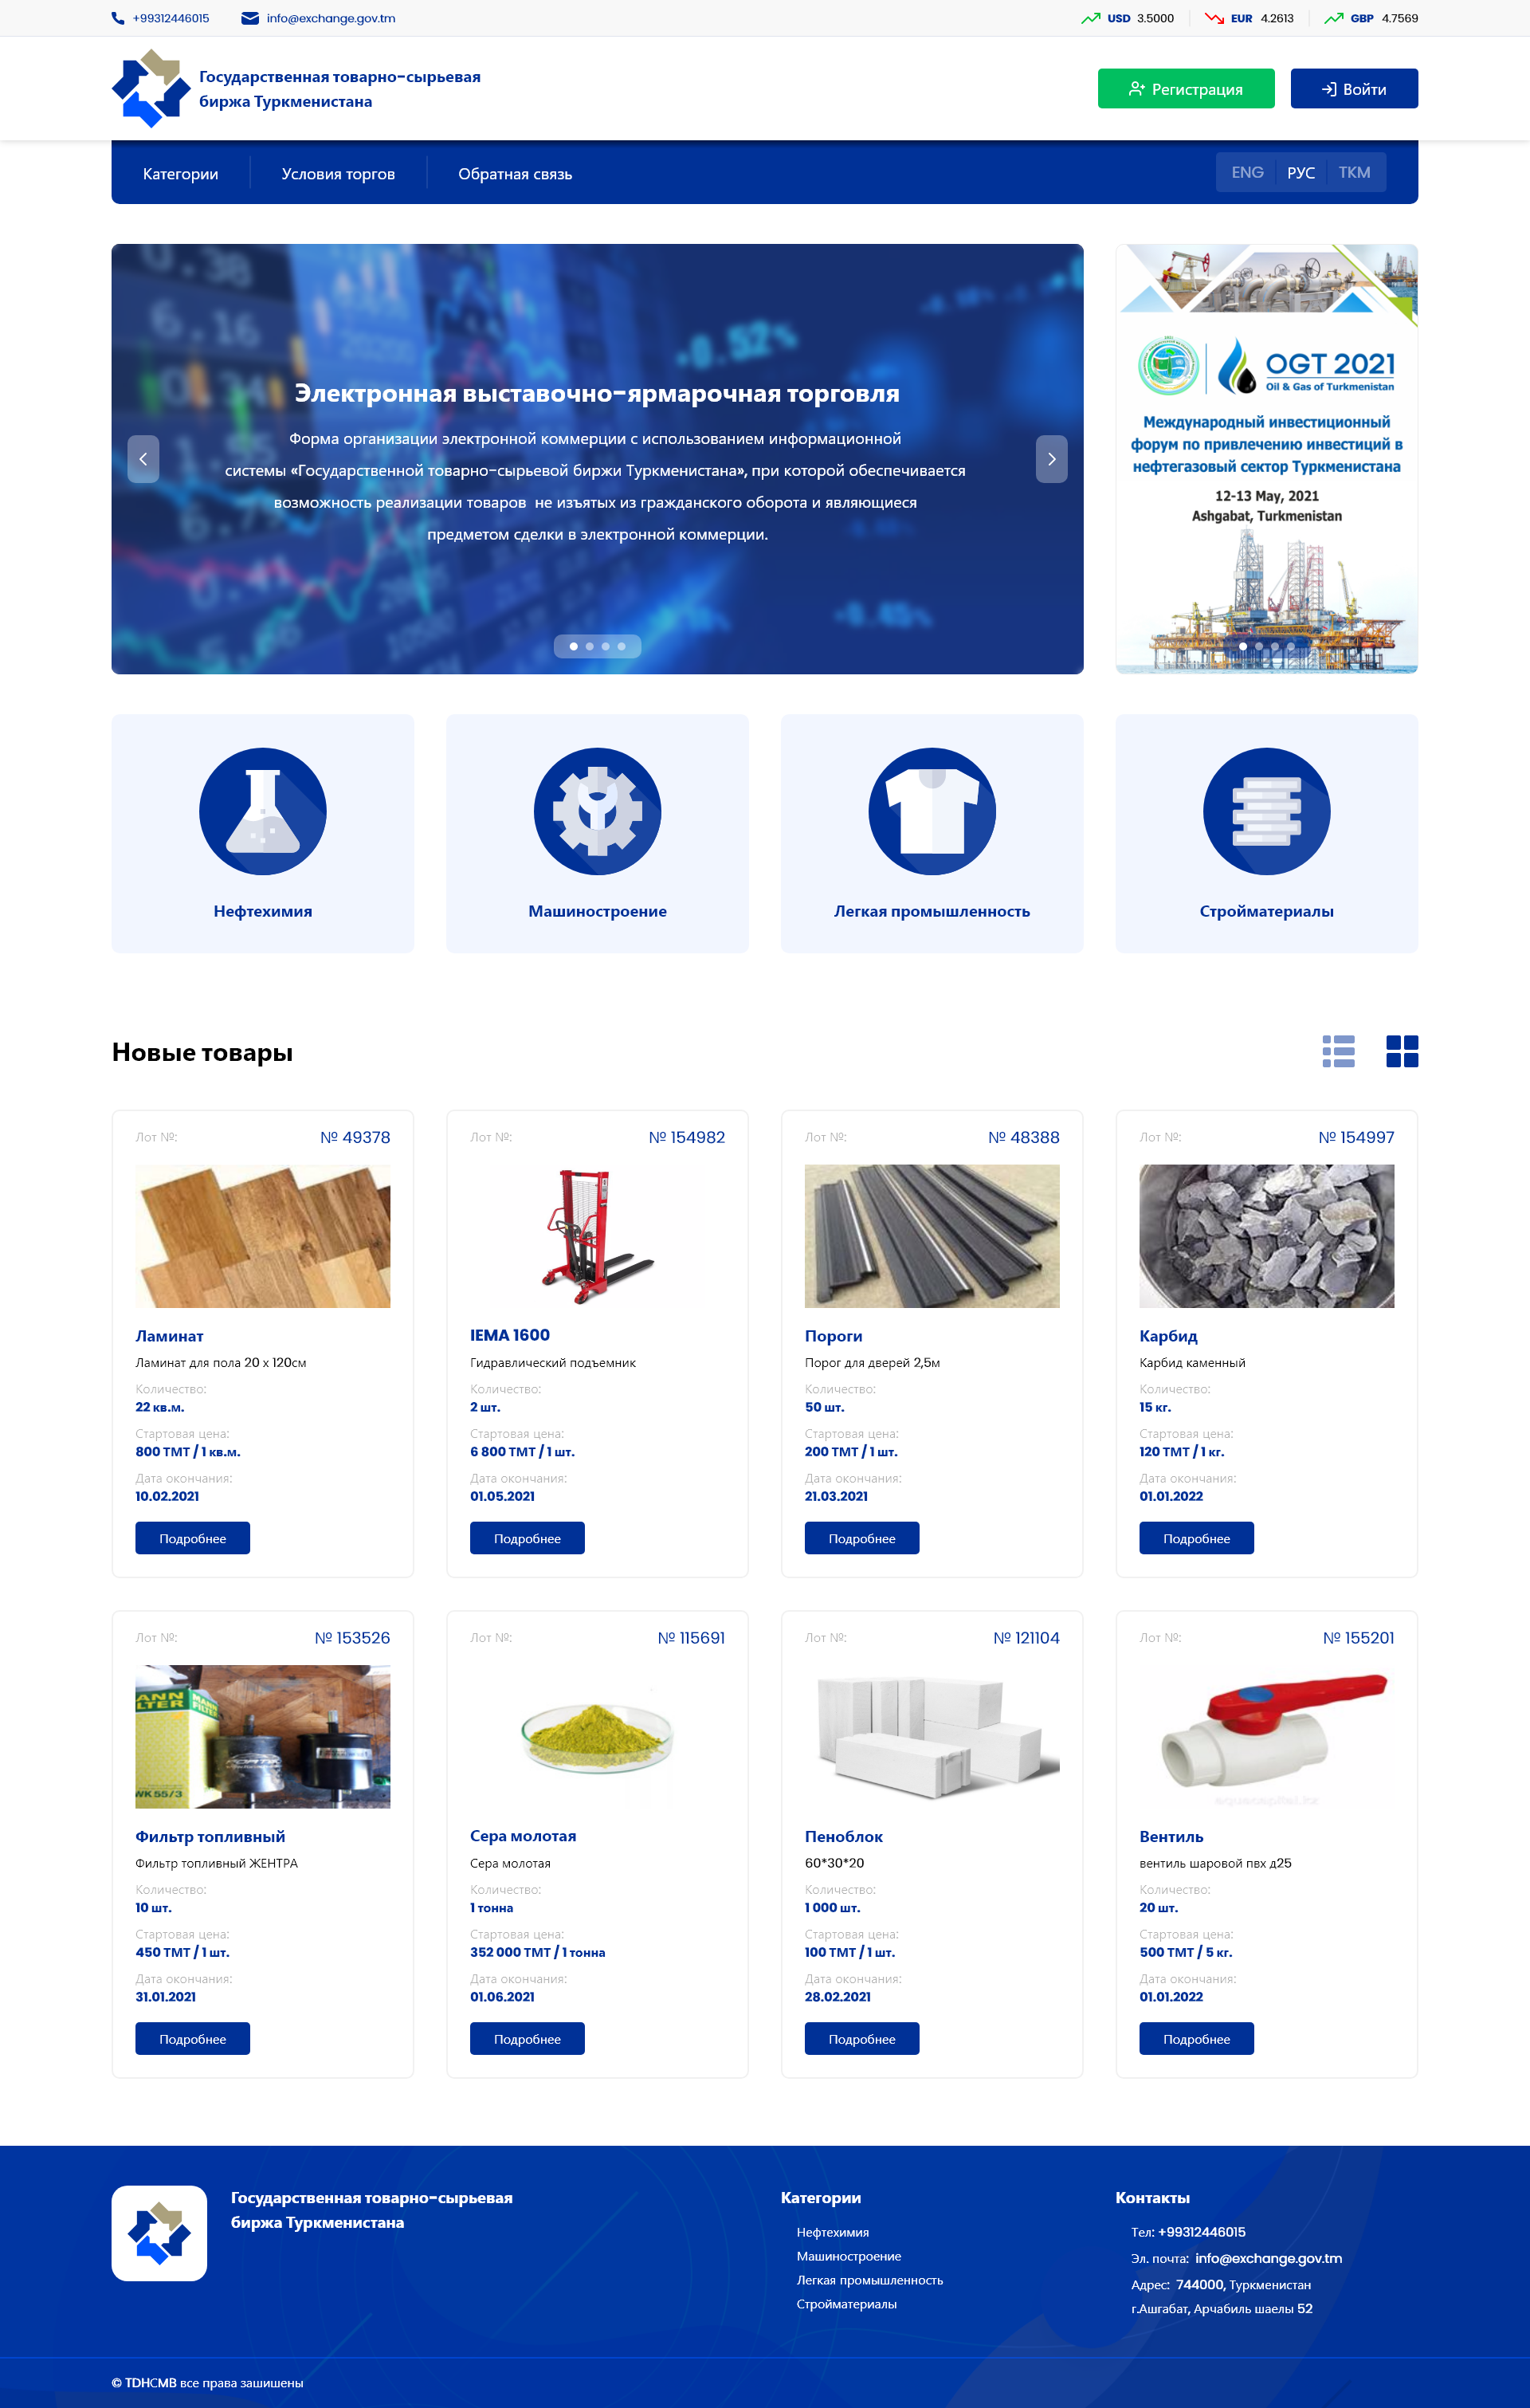 +99312446015
info@exchange.gov.tm
USD 3.5000
EUR 4.2613
GBP 4.7569
Государственная товарно-сырьевая
биржа Туркменистана
Регистрация
Войти
Категории
Условия торгов
Обратная связь
ENG
РУС
TKM
Электронная выставочно-ярмарочная торговля
Форма организации электронной коммерции с использованием информационной
системы «Государственной товарно-сырьевой биржи Туркменистана», при которой обеспечивается
возможность реализации товаров не изъятых из гражданского оборота и являющиеся
предметом сделки в электронной коммерции.
OGT 2021
Oil & Gas of Turkmenistan
Международный инвестиционный
форум по привлечению инвестиций в
нефтегазовый сектор Туркменистана
12-13 May, 2021
Ashgabat, Turkmenistan
Нефтехимия
Машиностроение
Легкая промышленность
Стройматериалы
Новые товары
Лот №:
№ 49378
Ламинат
Ламинат для пола 20 х 120см
Количество:
22 кв.м.
Стартовая цена:
800 ТМТ / 1 кв.м.
Дата окончания:
10.02.2021
Подробнее
Лот №:
№ 154982
IEMA 1600
Гидравлический подъемник
Количество:
2 шт.
Стартовая цена:
6 800 ТМТ / 1 шт.
Дата окончания:
01.05.2021
Подробнее
Лот №:
№ 48388
Пороги
Порог для дверей 2,5м
Количество:
50 шт.
Стартовая цена:
200 ТМТ / 1 шт.
Дата окончания:
21.03.2021
Подробнее
Лот №:
№ 154997
Карбид
Карбид каменный
Количество:
15 кг.
Стартовая цена:
120 ТМТ / 1 кг.
Дата окончания:
01.01.2022
Подробнее
Лот №:
№ 153526
MANN
FILTER
MANN
FILTER
WK 55/3
Фильтр топливный
Фильтр топливный ЖЕНТРА
Количество:
10 шт.
Стартовая цена:
450 ТМТ / 1 шт.
Дата окончания:
31.01.2021
Подробнее
Лот №:
№ 115691
Сера молотая
Сера молотая
Количество:
1 тонна
Стартовая цена:
352 000 ТМТ / 1 тонна
Дата окончания:
01.06.2021
Подробнее
Лот №:
№ 121104
Пеноблок
60*30*20
Количество:
1 000 шт.
Стартовая цена:
100 ТМТ / 1 шт.
Дата окончания:
28.02.2021
Подробнее
Лот №:
№ 155201
Вентиль
вентиль шаровой пвх д25
Количество:
20 шт.
Стартовая цена:
500 ТМТ / 5 кг.
Дата окончания:
01.01.2022
Подробнее
Государственная товарно-сырьевая
биржа Туркменистана
Категории
Нефтехимия
Машиностроение
Легкая промышленность
Стройматериалы
Контакты
Тел: +99312446015
Эл. почта: info@exchange.gov.tm
Адрес: 744000, Туркменистан
г.Ашгабат, Арчабиль шаелы 52
© TDHCMB все права зашишены